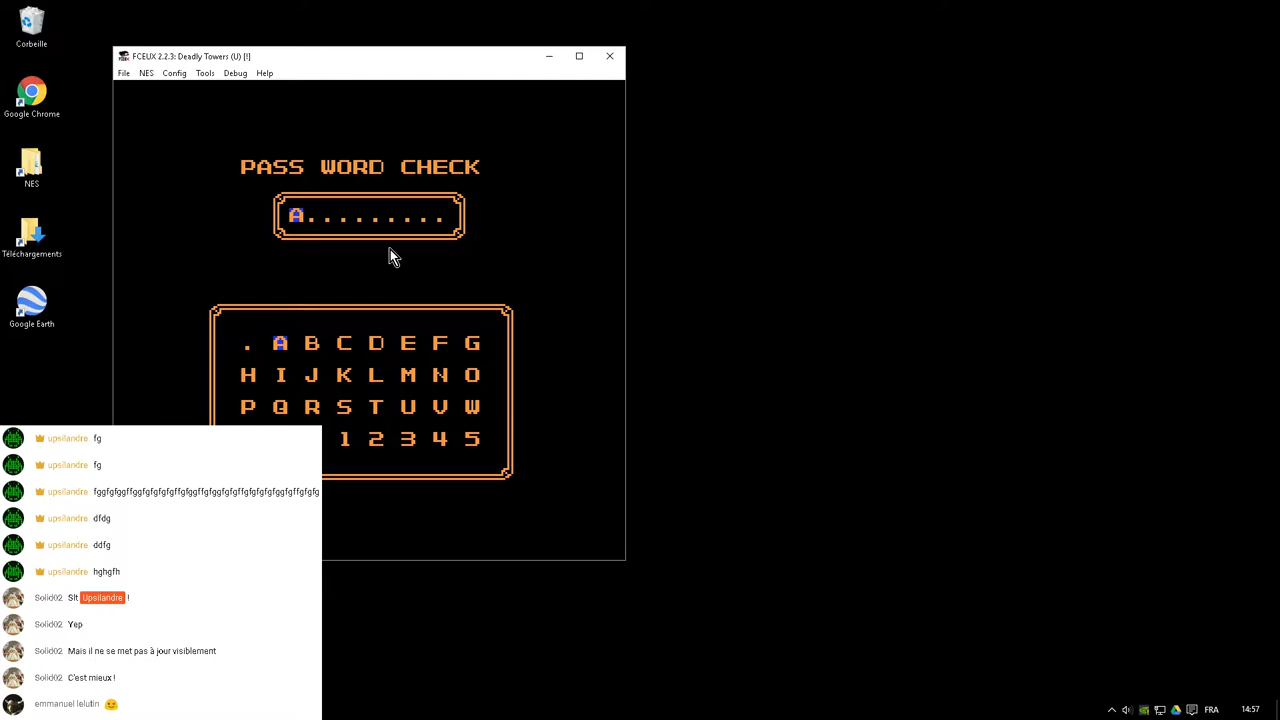 Corbeille
Google Chrome
NES
Téléchargements
Google Earth
FCEUX 2.2.3: Deadly Towers (U) [!]
File NES Config Tools Debug Help
PASS WORD CHECK
A.........
. A B C D E F G
H I J K L M N O
P Q R S T U V W
1 2 3 4 5
upsilandre fg
upsilandre fg
upsilandre fggfgfggffggfgfgfgfgffgfggffgfggfgfgffgfgfgfgfggfgffgfgfg
upsilandre dfdg
upsilandre ddfg
upsilandre hghgfh
Solid02 Slt Upsilandre !
Solid02 Yep
Solid02 Mais il ne se met pas à jour visiblement
Solid02 C'est mieux !
emmanuel lelutin
FRA 14:57